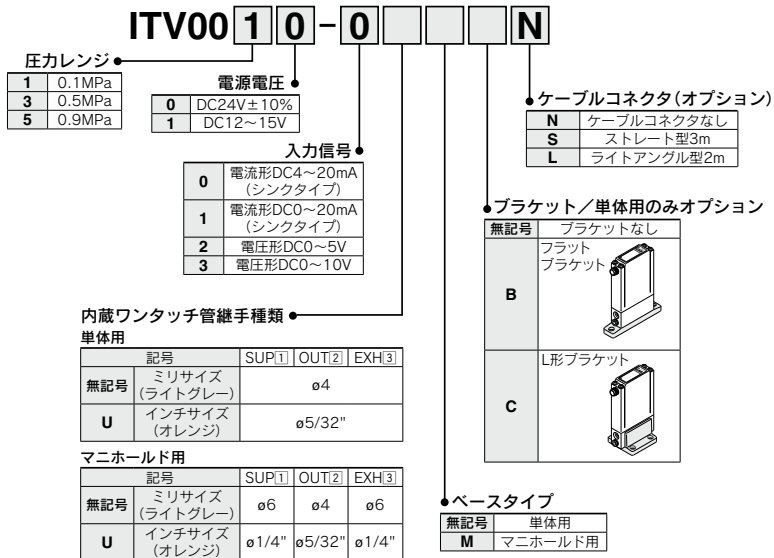 ITV00 1 0 - 0 N
圧力レンジ
1 0.1MPa
3 0.5MPa
5 0.9MPa
電源電圧
0 DC24V±10%
1 DC12～15V
入力信号
0 電流形DC4～20mA
(シンクタイプ)
1 電流形DC0～20mA
(シンクタイプ)
2 電圧形DC0～5V
3 電圧形DC0～10V
内蔵ワンタッチ管継手種類
単体用
記号 SUP1 OUT2 EXH3
無記号 ミリサイズ
(ライトグレー) ø4
U インチサイズ
(オレンジ) ø5/32"
マニホールド用
記号 SUP1 OUT2 EXH3
無記号 ミリサイズ
(ライトグレー) ø6 ø4 ø6
U インチサイズ
(オレンジ) ø1/4" ø5/32" ø1/4"
ケーブルコネクタ(オプション)
N ケーブルコネクタなし
S ストレート型3m
L ライトアングル型2m
ブラケット／単体用のみオプション
無記号 ブラケットなし
B フラット
ブラケット
C L形ブラケット
ベースタイプ
無記号 単体用
M マニホールド用